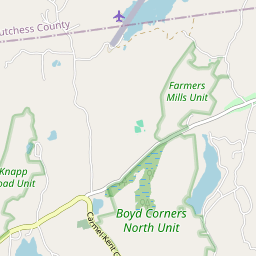 utchess County
Farmers
Mills Unit
Knapp
oad Unit
Boyd Corners
North Unit
Carmel-Kent C